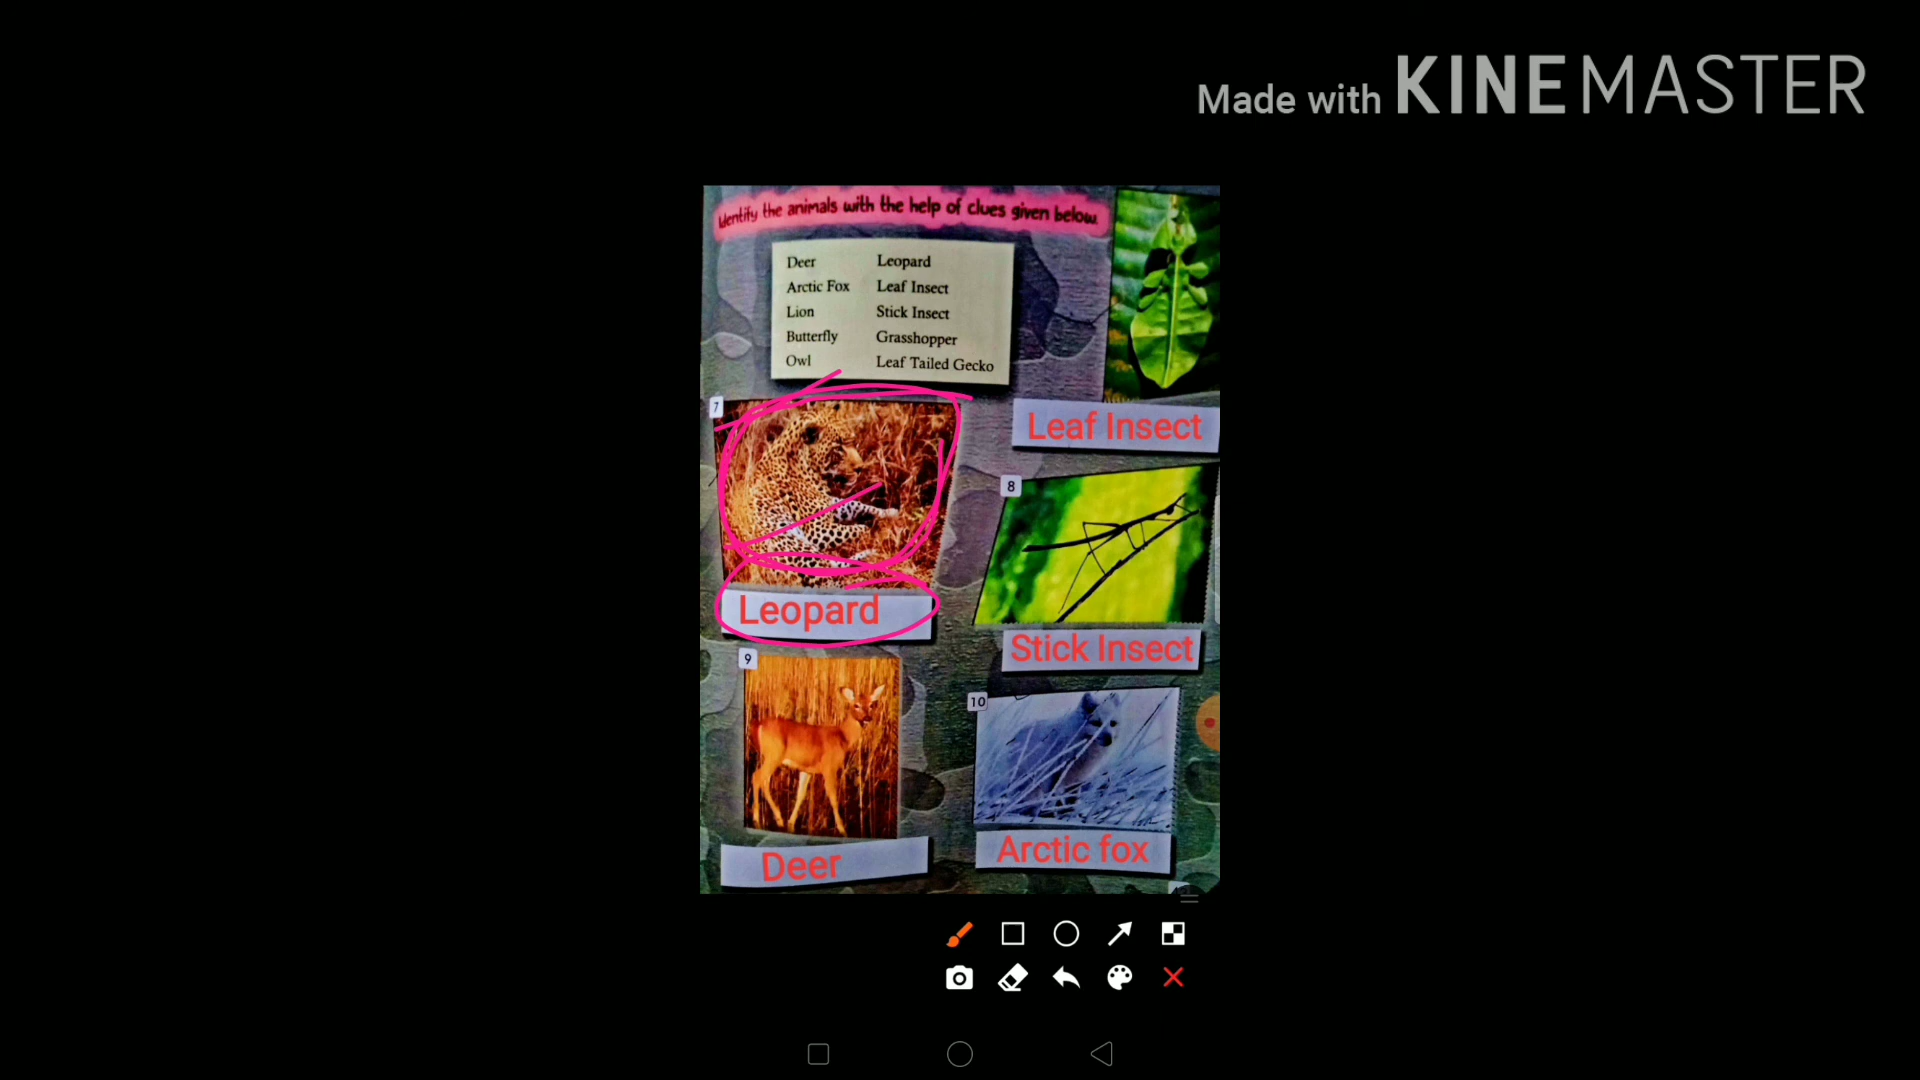 Made with KINEMASTER
Identify the animals with the help of clues given below.
Deer Leopard
Arctic Fox Leaf Insect
Lion Stick Insect
Butterfly Grasshopper
Owl Leaf Tailed Gecko
7
Leaf Insect
8
Leopard
Stick Insect
9
10
Deer
Arctic fox